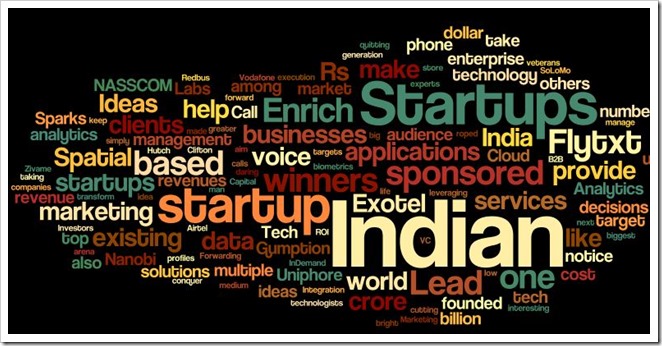 dollar
quitting phone take
generation enterprise veterans
NASSCOM Redbus Vodafone execution Rs make store technology SoLoMo
Labs among market experts others
Ideas forward help Call Enrich Startups number
Sparks keep clients made greater businesses big audience roped India Flytxt manage
analytics simply management aim applications Cloud B2B
Spatial Hutch Clifton based voice targets provide
Zivame calls biometrics sponsored
taking startups revenues daring winners Analytics
companies transform idea man Capital life leveraging decisions
revenue marketing startup Exotel services next target
Investors Airtel Tech ROI Indian VC biggest
top existing data Gumption like notice
arena profiles Forwarding InDemand
also Nanobi solutions multiple Uniphore world Lead low one cost
conquer medium ideas Integration crore founded tech
technologists cutting interesting
bright Marketing billion